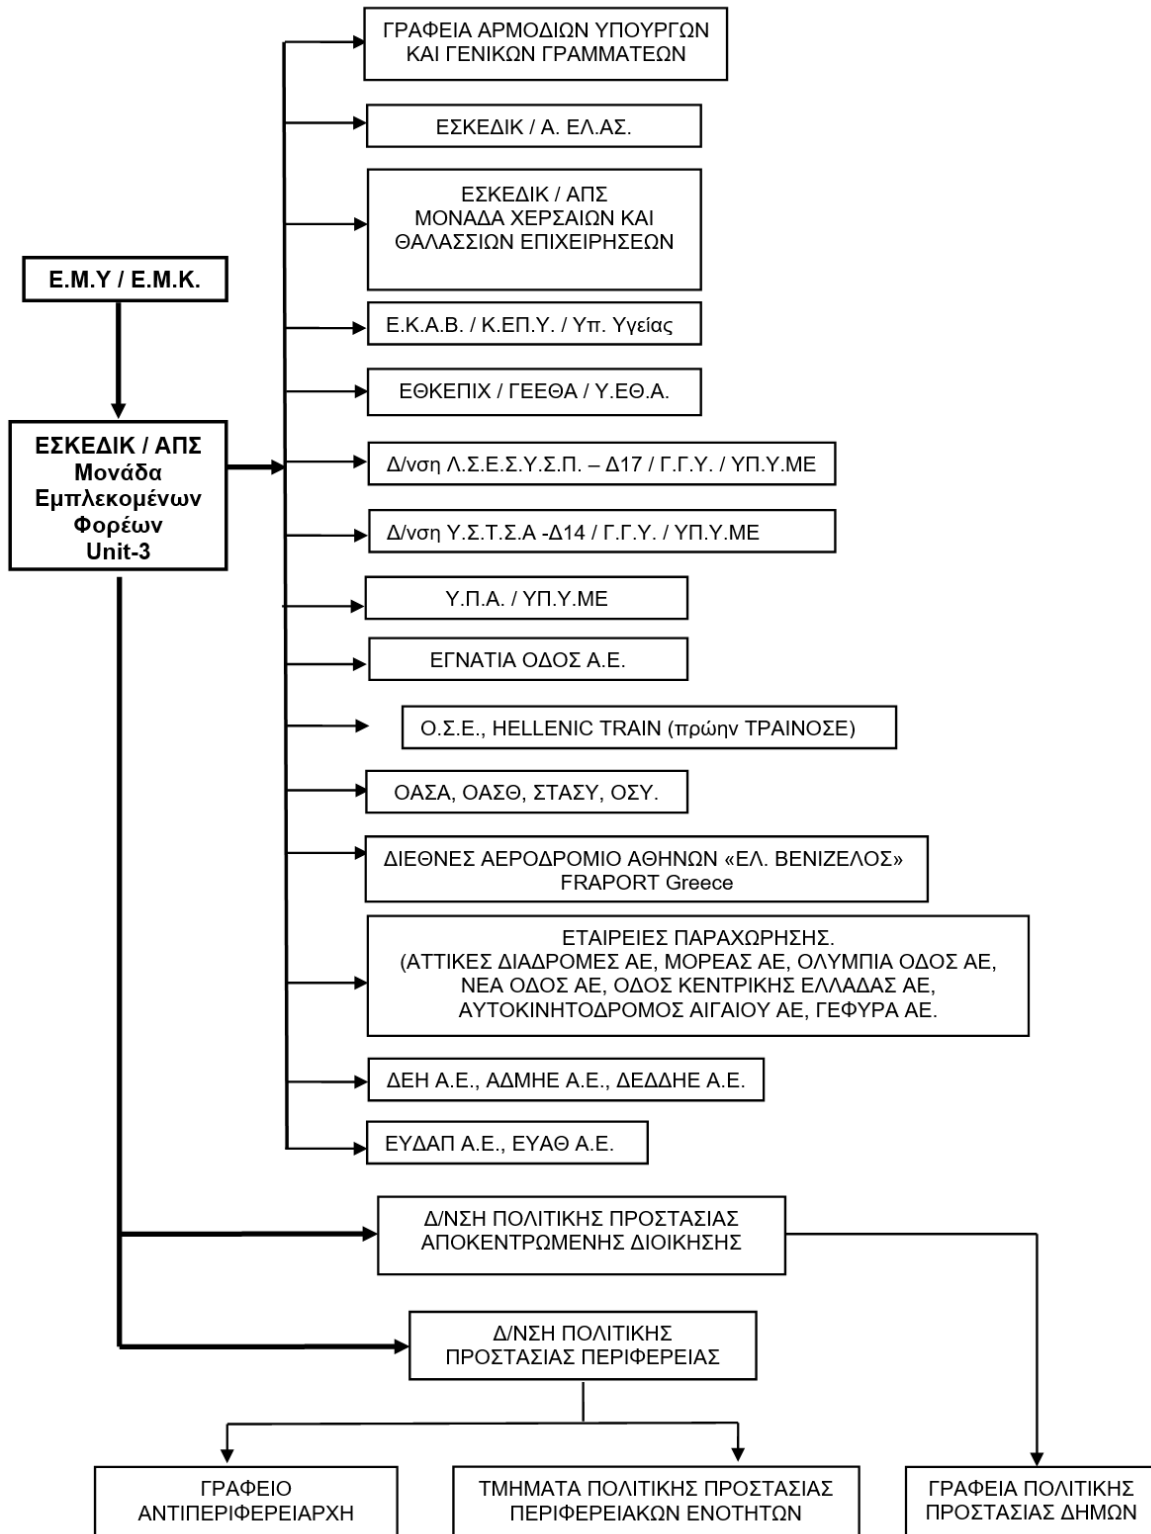 ΓΡΑΦΕΙΑ ΑΡΜΟΔΙΩΝ ΥΠΟΥΡΓΩΝ
ΚΑΙ ΓΕΝΙΚΩΝ ΓΡΑΜΜΑΤΕΩΝ
ΕΣΚΕΔΙΚ / Α. ΕΛ.ΑΣ.
ΕΣΚΕΔΙΚ / ΑΠΣ
ΜΟΝΑΔΑ ΧΕΡΣΑΙΩΝ ΚΑΙ
ΘΑΛΑΣΣΙΩΝ ΕΠΙΧΕΙΡΗΣΕΩΝ
Ε.Μ.Υ / Ε.Μ.Κ.
Ε.Κ.Α.Β. / Κ.ΕΠ.Υ. / Υπ. Υγείας
ΕΘΚΕΠΙΧ / ΓΕΕΘΑ / Υ.ΕΘ.Α.
ΕΣΚΕΔΙΚ / ΑΠΣ
Μονάδα
Εμπλεκομένων
Φορέων
Unit-3
Δ/νση Λ.Σ.Ε.Σ.Υ.Σ.Π. – Δ17 / Γ.Γ.Υ. / ΥΠ.Υ.ΜΕ
Δ/νση Υ.Σ.Τ.Σ.Α -Δ14 / Γ.Γ.Υ. / ΥΠ.Υ.ΜΕ
Υ.Π.Α. / ΥΠ.Υ.ΜΕ
ΕΓΝΑΤΙΑ ΟΔΟΣ Α.Ε.
Ο.Σ.Ε., HELLENIC TRAIN (πρώην ΤΡΑΙΝΟΣΕ)
ΟΑΣΑ, ΟΑΣΘ, ΣΤΑΣΥ, ΟΣΥ.
ΔΙΕΘΝΕΣ ΑΕΡΟΔΡΟΜΙΟ ΑΘΗΝΩΝ «ΕΛ. ΒΕΝΙΖΕΛΟΣ»
FRAPORT Greece
ΕΤΑΙΡΕΙΕΣ ΠΑΡΑΧΩΡΗΣΗΣ.
(ΑΤΤΙΚΕΣ ΔΙΑΔΡΟΜΕΣ ΑΕ, ΜΟΡΕΑΣ ΑΕ, ΟΛΥΜΠΙΑ ΟΔΟΣ ΑΕ,
ΝΕΑ ΟΔΟΣ ΑΕ, ΟΔΟΣ ΚΕΝΤΡΙΚΗΣ ΕΛΛΑΔΑΣ ΑΕ,
ΑΥΤΟΚΙΝΗΤΟΔΡΟΜΟΣ ΑΙΓΑΙΟΥ ΑΕ, ΓΕΦΥΡΑ ΑΕ.
ΔΕΗ Α.Ε., ΑΔΜΗΕ Α.Ε., ΔΕΔΔΗΕ Α.Ε.
ΕΥΔΑΠ Α.Ε., ΕΥΑΘ Α.Ε.
Δ/ΝΣΗ ΠΟΛΙΤΙΚΗΣ ΠΡΟΣΤΑΣΙΑΣ
ΑΠΟΚΕΝΤΡΩΜΕΝΗΣ ΔΙΟΙΚΗΣΗΣ
Δ/ΝΣΗ ΠΟΛΙΤΙΚΗΣ
ΠΡΟΣΤΑΣΙΑΣ ΠΕΡΙΦΕΡΕΙΑΣ
ΓΡΑΦΕΙΟ
ΑΝΤΙΠΕΡΙΦΕΡΕΙΑΡΧΗ
ΤΜΗΜΑΤΑ ΠΟΛΙΤΙΚΗΣ ΠΡΟΣΤΑΣΙΑΣ
ΠΕΡΙΦΕΡΕΙΑΚΩΝ ΕΝΟΤΗΤΩΝ
ΓΡΑΦΕΙΑ ΠΟΛΙΤΙΚΗΣ
ΠΡΟΣΤΑΣΙΑΣ ΔΗΜΩΝ